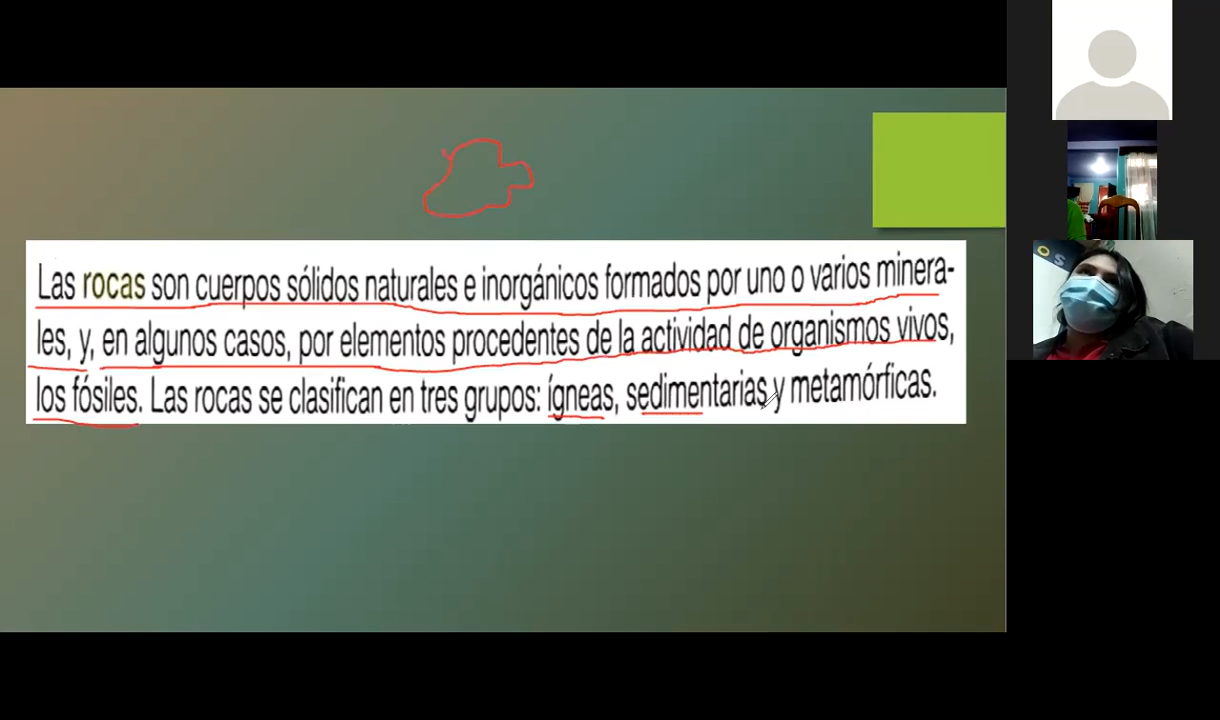 Las rocas son cuerpos sólidos naturales e inorgánicos formados por uno o varios minera-
les, y, en algunos casos, por elementos procedentes de la actividad de organismos vivos,
los fósiles. Las rocas se clasifican en tres grupos: ígneas, sedimentarias y metamórficas.
OS